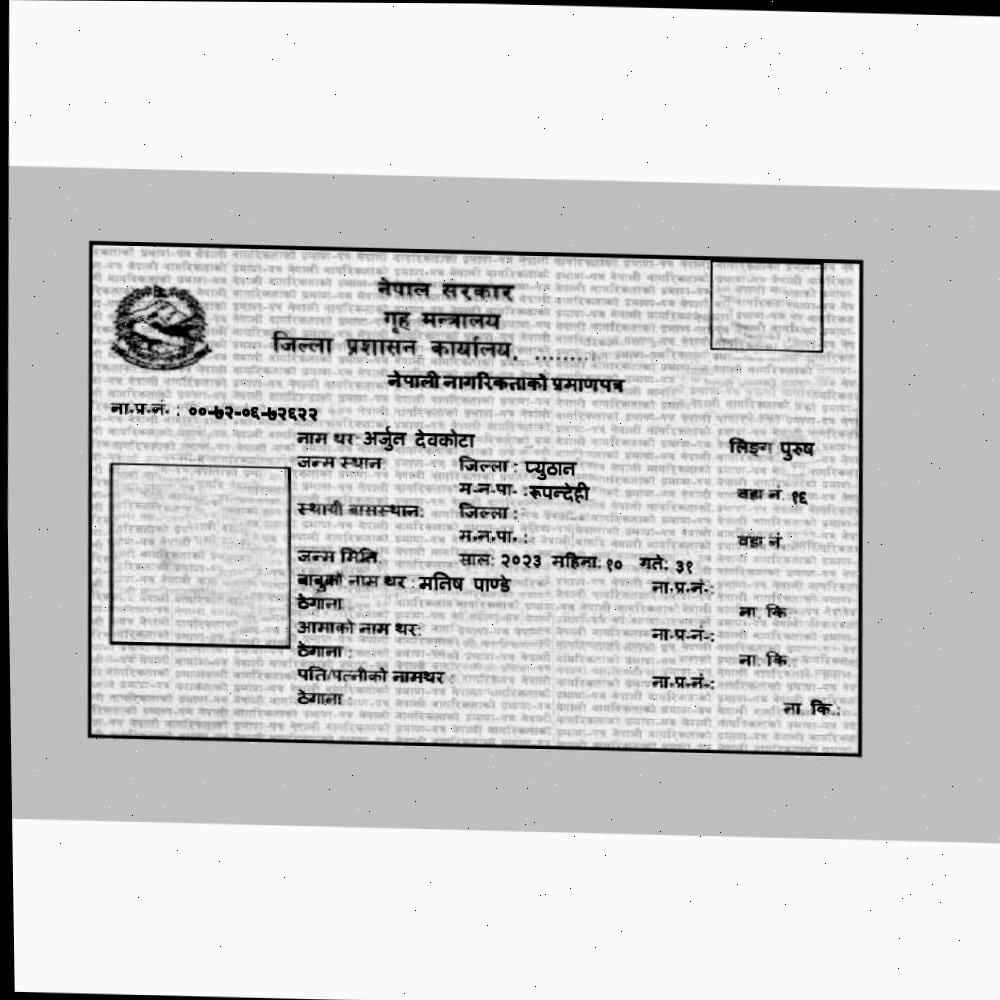 नेपाल सरकार
गृह मन्त्रालय
जिल्ला प्रशासन कार्यालय. ........
नेपाली नागरिकताको प्रमाणपत्र
ना.प्र.नं. : ००-७२-०६-७२६२२
नाम थर अर्जुन देवकोटा लिङ्ग पुरुष
जन्म स्थान जिल्ला : प्युठान
म.न.पा. :रूपन्देही वडा नं. १६
स्थायी बासस्थान: जिल्ला :
म.न.पा. : वडा नं.
जन्म मिति साल: २०२३ महिना: १० गते: ३१
बाबुको नाम थर : मतिष पाण्डे ना.प्र.नं.:
ठेगाना ना. कि.
आमाको नाम थर: ना.प्र.नं.:
ठेगाना : ना. कि.
पति/पत्नीको नामथर : ना.प्र.नं.:
ठेगाना ना. कि.: